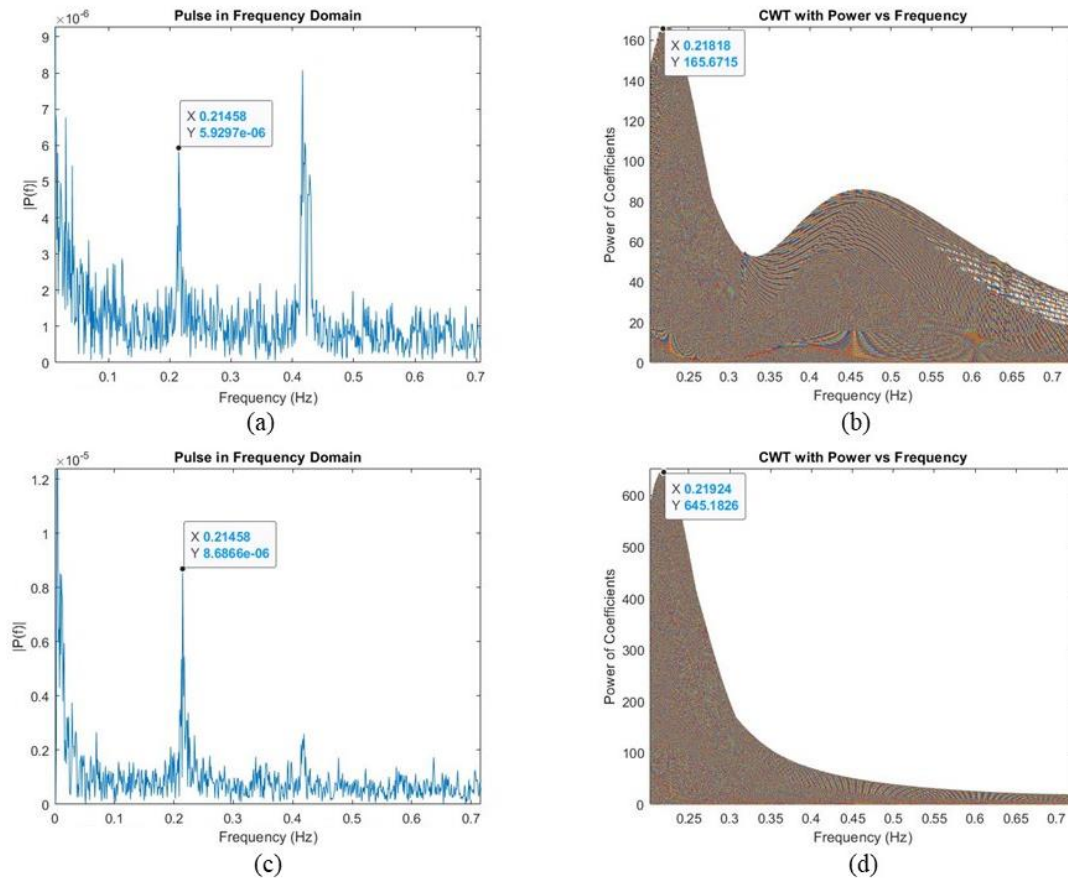 Pulse in Frequency Domain
×10⁻⁶
9
8
7
6
5
4
3
2
1
0
|P(f)|
X 0.21458
Y 5.9297e-06
0.1 0.2 0.3 0.4 0.5 0.6 0.7
Frequency (Hz)
(a)
CWT with Power vs Frequency
160
140
120
100
80
60
40
20
0
Power of Coefficients
X 0.21818
Y 165.6715
0.25 0.3 0.35 0.4 0.45 0.5 0.55 0.6 0.65 0.7
Frequency (Hz)
(b)
Pulse in Frequency Domain
×10⁻⁵
1.2
1
0.8
0.6
0.4
0.2
0
|P(f)|
X 0.21458
Y 8.6866e-06
0 0.1 0.2 0.3 0.4 0.5 0.6 0.7
Frequency (Hz)
(c)
CWT with Power vs Frequency
600
500
400
300
200
100
0
Power of Coefficients
X 0.21924
Y 645.1826
0.25 0.3 0.35 0.4 0.45 0.5 0.55 0.6 0.65 0.7
Frequency (Hz)
(d)